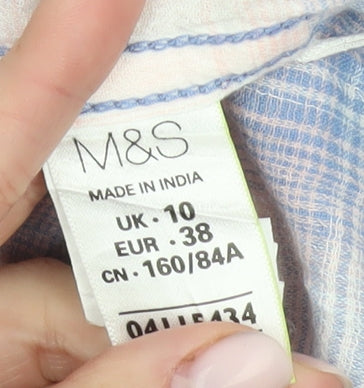 M&S
MADE IN INDIA
UK · 10
EUR · 38
CN · 160/84A